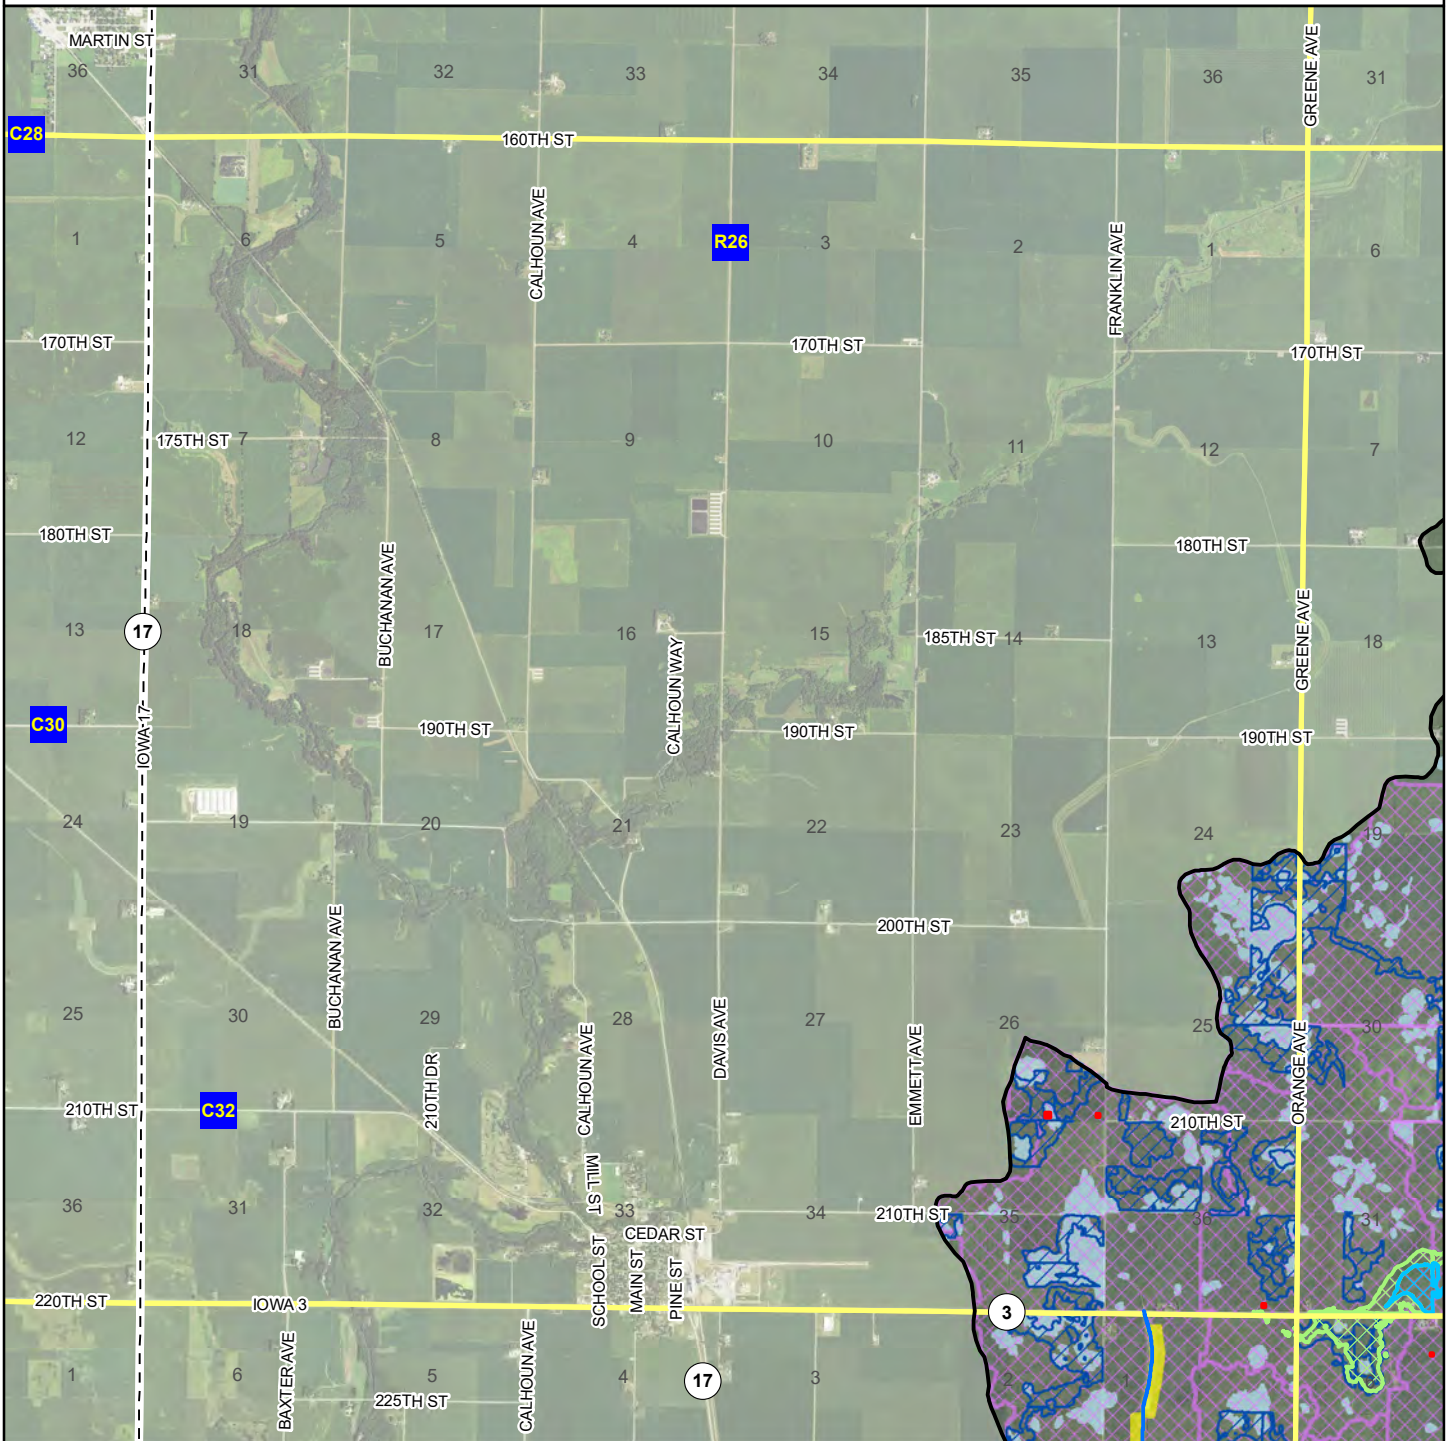 MARTIN ST
36
31
32
33
34
35
36
31
GREENE AVE
C28
160TH ST
CALHOUN AVE
FRANKLIN AVE
1
6
5
4
R26
3
2
1
6
170TH ST
170TH ST
170TH ST
12
175TH ST
7
8
9
10
11
12
7
180TH ST
180TH ST
BUCHANAN AVE
GREENE AVE
13
17
18
17
16
15
185TH ST
14
13
18
CALHOUN WAY
C30
IOWA 17
190TH ST
190TH ST
190TH ST
24
19
20
21
22
23
24
19
BUCHANAN AVE
200TH ST
25
30
29
28
27
26
25
30
210TH DR
CALHOUN AVE
DAVIS AVE
EMMETT AVE
ORANGE AVE
210TH ST
C32
210TH ST
MILL ST
36
31
32
33
34
210TH ST
35
36
31
CEDAR ST
SCHOOL ST
MAIN ST
PINE ST
220TH ST
IOWA 3
3
BAXTER AVE
CALHOUN AVE
1
6
5
4
17
3
2
1
225TH ST